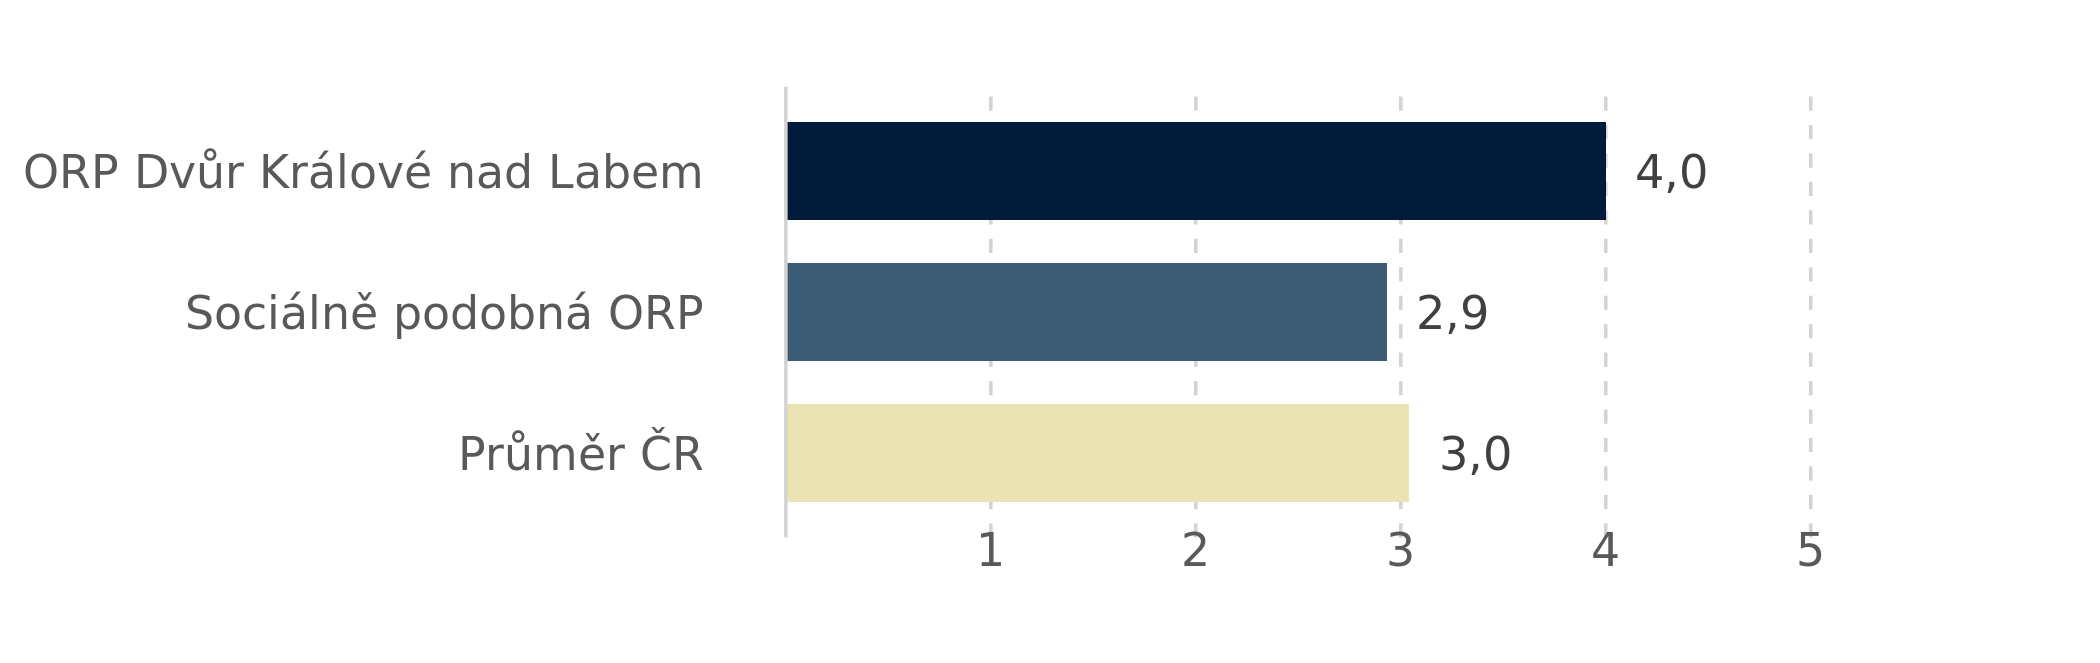 ORP Dvůr Králové nad Labem 4,0
Sociálně podobná ORP 2,9
Průměr ČR 3,0
1 2 3 4 5